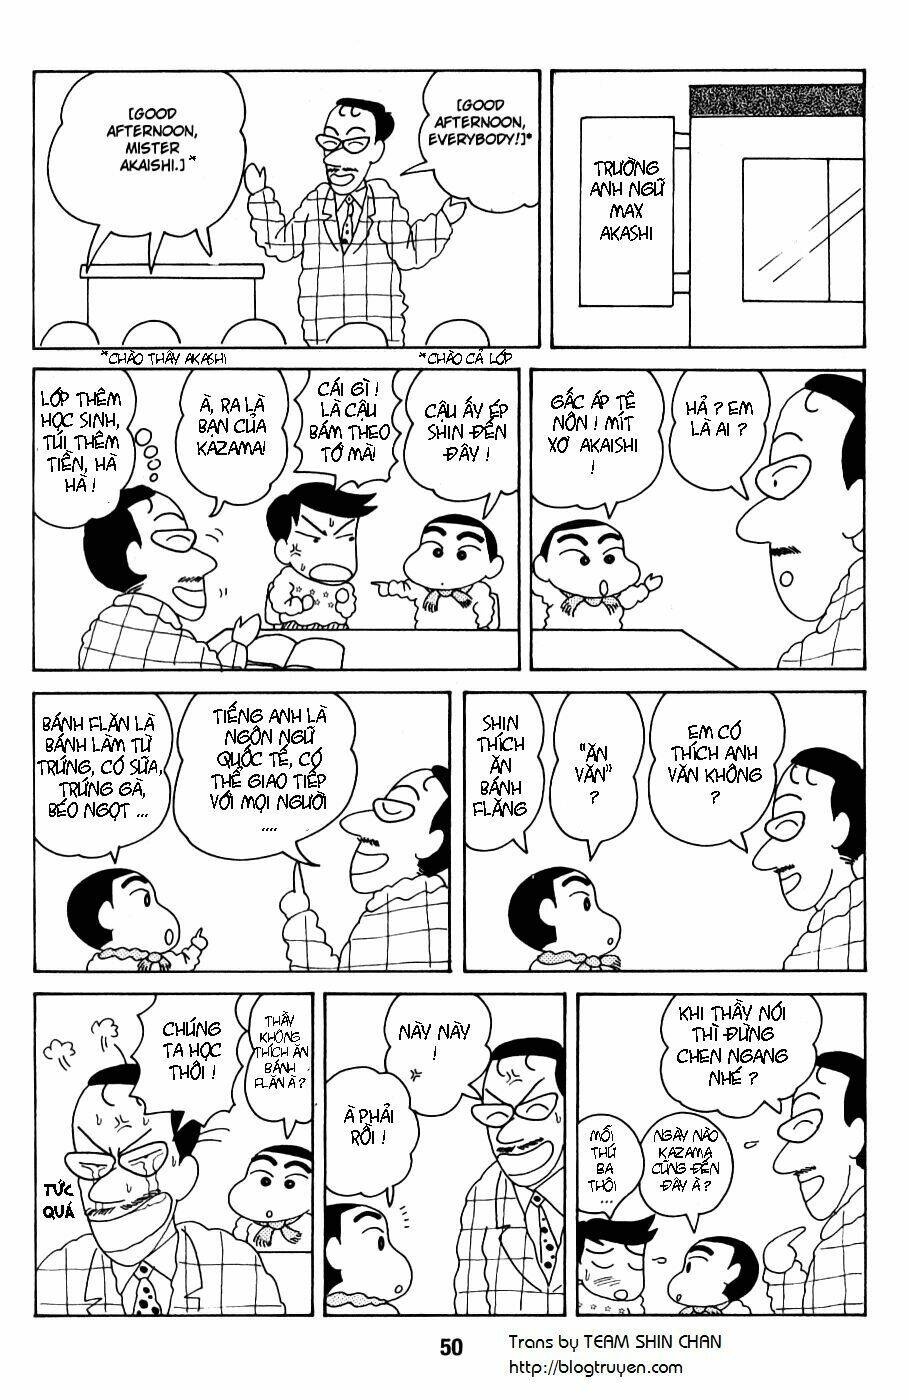 TRƯỜNG
ANH NGỮ
MAX
AKASHI
[GOOD
AFTERNOON,
EVERYBODY!]*
[GOOD
AFTERNOON,
MISTER
AKAISHI.]*
*CHÀO CẢ LỚP
*CHÀO THẦY AKASHI
HẢ ? EM
LÀ AI ?
GẮC ÁP TÊ
NÔN ! MÍT
XƠ AKAISHI
!
CẬU ẤY ÉP
SHIN ĐẾN
ĐÂY !
CÁI GÌ !
LÀ CẬU
BÁM THEO
TỚ MÀ!
À, RA LÀ
BẠN CỦA
KAZAMA!
LỚP THÊM
HỌC SINH,
TÚI THÊM
TIỀN, HÀ
HÀ !
EM CÓ
THÍCH ANH
VĂN KHÔNG
?
"ĂN
VĂN"
?
SHIN
THÍCH
ĂN
BÁNH
FLĂNG
TIẾNG ANH LÀ
NGÔN NGỮ
QUỐC TẾ, CÓ
THỂ GIAO TIẾP
VỚI MỌI NGƯỜI
....
BÁNH FLĂN LÀ
BÁNH LÀM TỪ
TRỨNG, CÓ SỮA,
TRỨNG GÀ,
BÉO NGỌT ...
KHI THẦY NÓI
THÌ ĐỪNG
CHEN NGANG
NHÉ ?
NGÀY NÀO
KAZAMA
CŨNG ĐẾN
ĐÂY À ?
MỖI
THỨ
BA
THÔI
...
NÀY NÀY
!
À PHẢI
RỒI !
THẦY
KHÔNG
THÍCH ĂN
BÁNH
FLĂN À ?
CHÚNG
TA HỌC
THÔI !
TỨC
QUÁ
50
Trans by TEAM SHIN CHAN
http://blogtruyen.com/